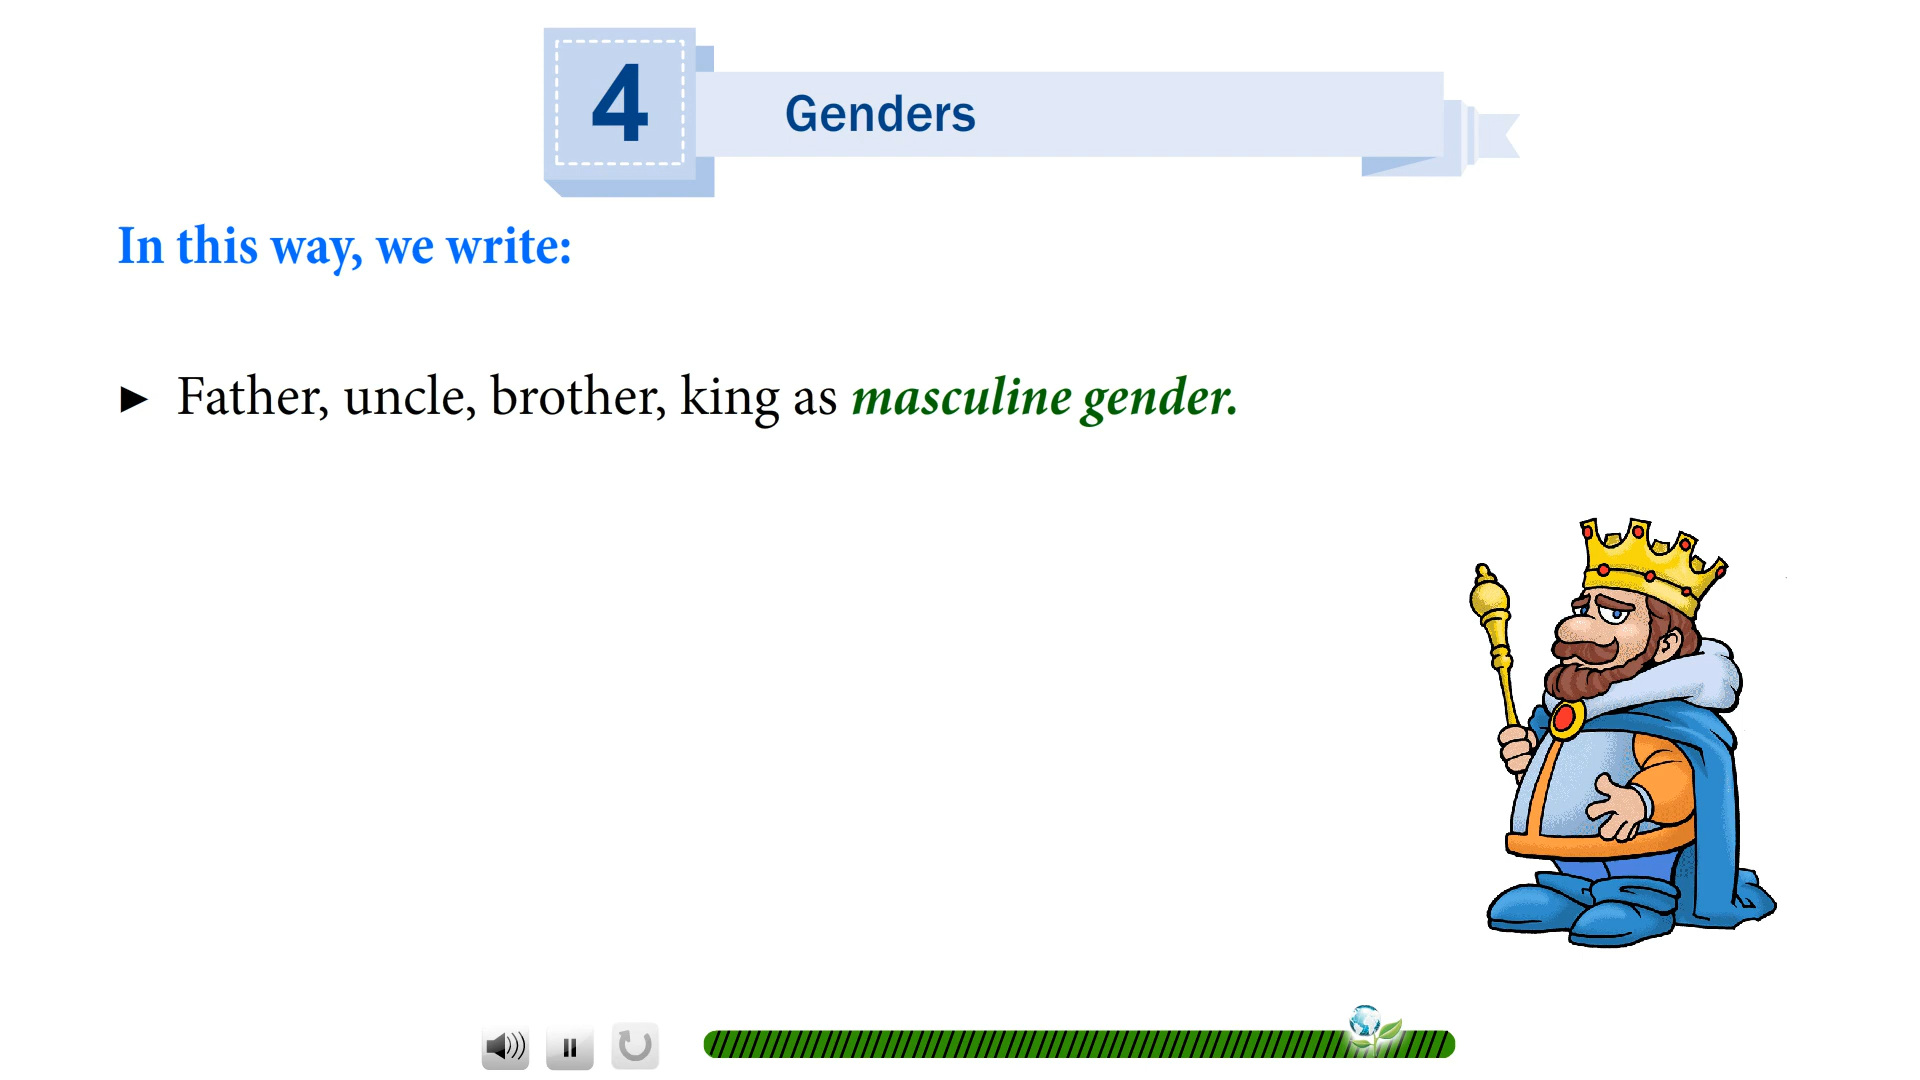 4
Genders
In this way, we write:
► Father, uncle, brother, king as masculine gender.